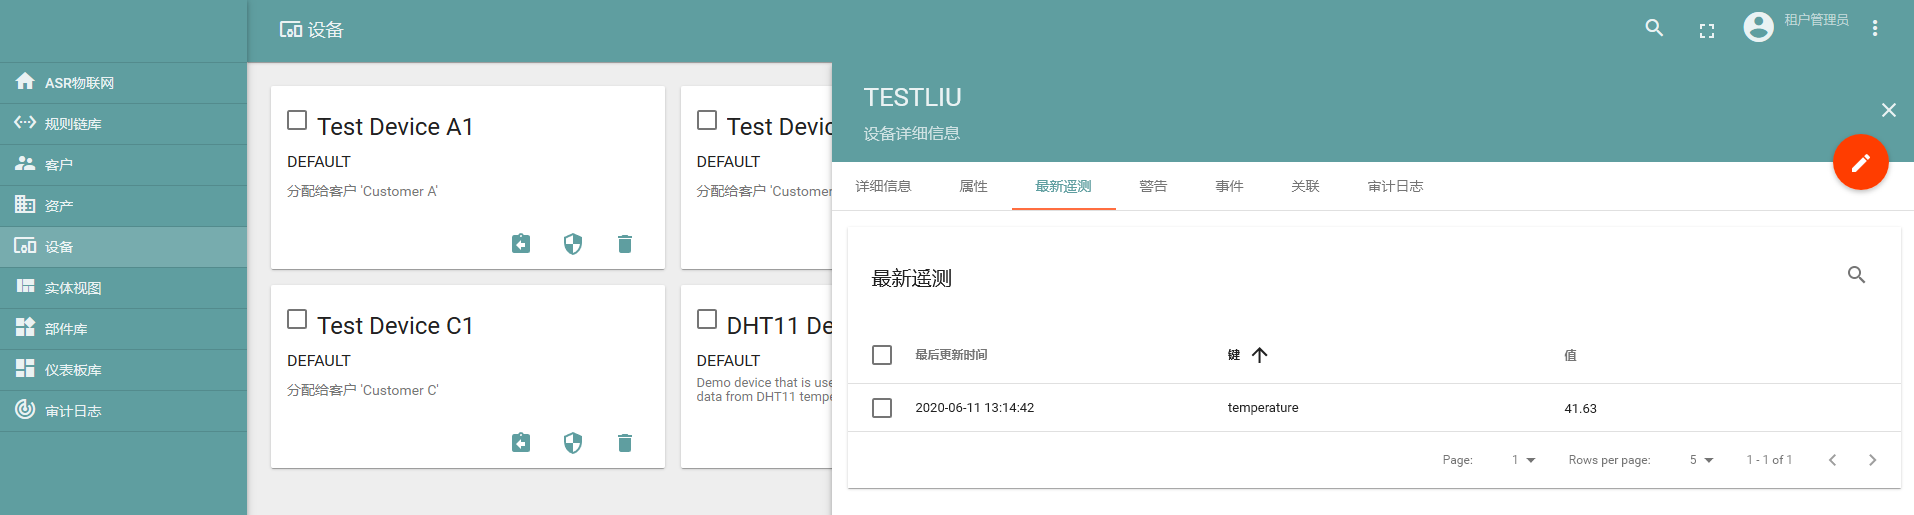 设备
租户管理员
ASR物联网
规则链库
客户
资产
设备
实体视图
部件库
仪表板库
审计日志
Test Device A1
DEFAULT
分配给客户 'Customer A'
Test Devic
DEFAULT
分配给客户 'Customer
Test Device C1
DEFAULT
分配给客户 'Customer C'
DHT11 De
DEFAULT
Demo device that is use
data from DHT11 tempe
TESTLIU
设备详细信息
详细信息 属性 最新遥测 警告 事件 关联 审计日志
最新遥测
最后更新时间 键 值
2020-06-11 13:14:42 temperature 41.63
Page: 1 Rows per page: 5 1 - 1 of 1